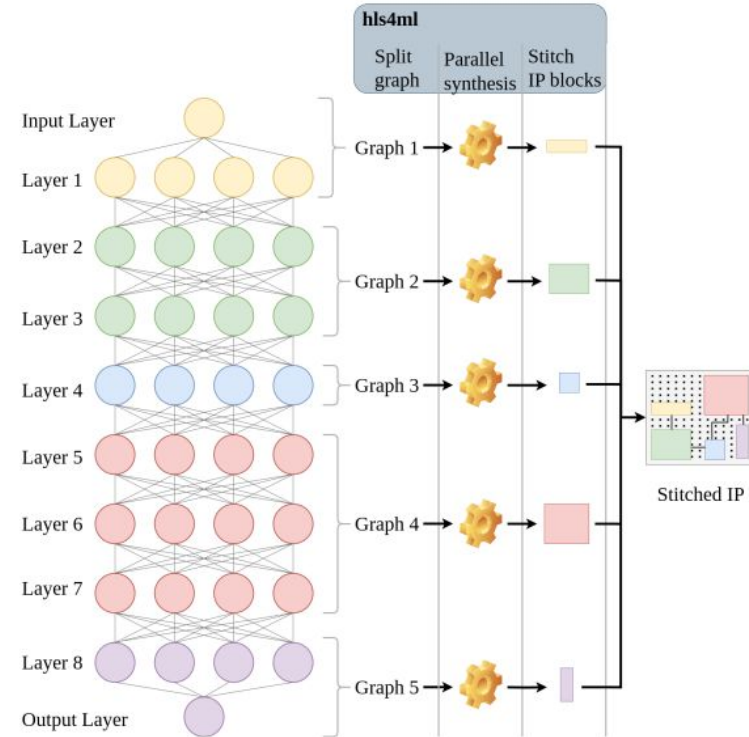 hls4ml
Split
graph
Parallel
synthesis
Stitch
IP blocks
Input Layer
Graph 1
Layer 1
Layer 2
Graph 2
Layer 3
Graph 3
Layer 4
Layer 5
Stitched IP
Layer 6
Graph 4
Layer 7
Layer 8
Graph 5
Output Layer